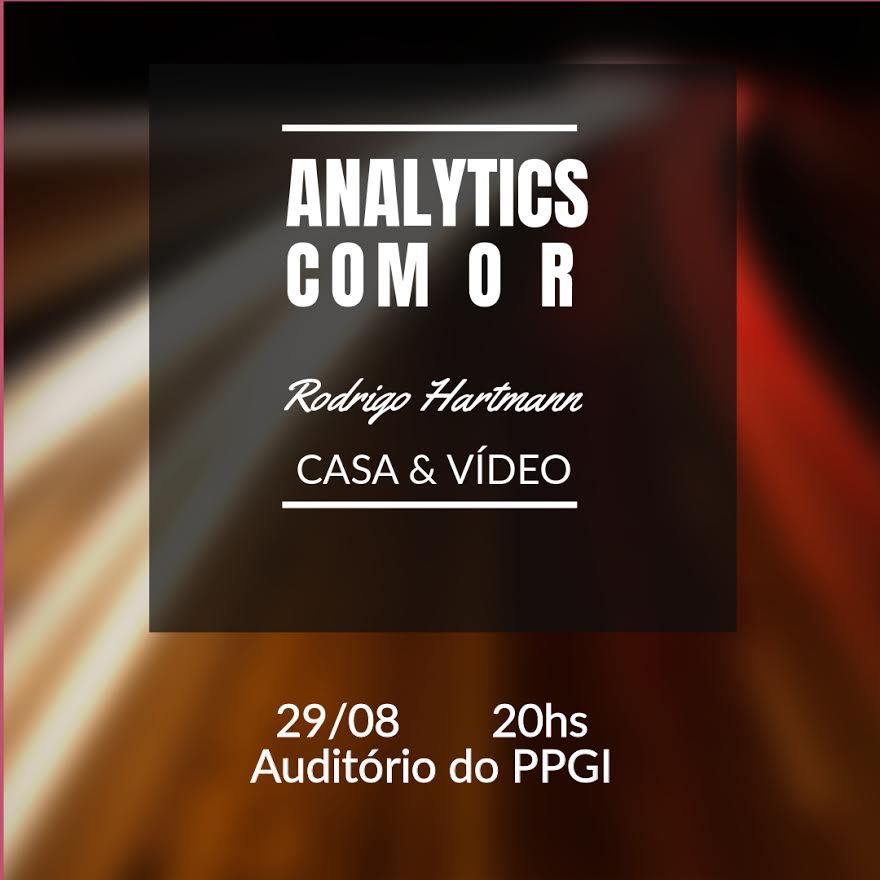 ANALYTICS
COM O R
Rodrigo Hartmann
CASA & VÍDEO
29/08 20hs
Auditório do PPGI